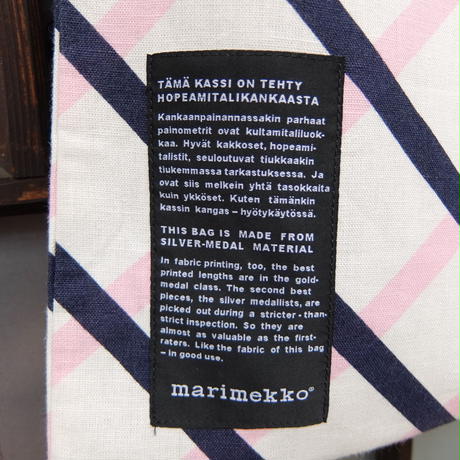 TÄMÄ KASSI ON TEHTY
HOPEAMITALIKANKAASTA
Kankaanpainannassakin parhaat
painometrit ovat kultamitaliluok-
kaa. Hyvät kakkoset, hopeami-
talistit, seuloutuvat tiukkaakin
tiukemmassa tarkastuksessa. Ja
ovat siis melkein yhtä tasokkaita
kuin ykköset. Kuten tämänkin
kassin kangas – hyötykäytössä.
THIS BAG IS MADE FROM
SILVER-MEDAL MATERIAL
In fabric printing, too, the best
printed lengths are in the gold-
medal class. The second best
pieces, the silver medallists, are
picked out during a stricter-than-
strict inspection. So they are
almost as valuable as the first-
raters. Like the fabric of this bag
– in good use.
marimekko®